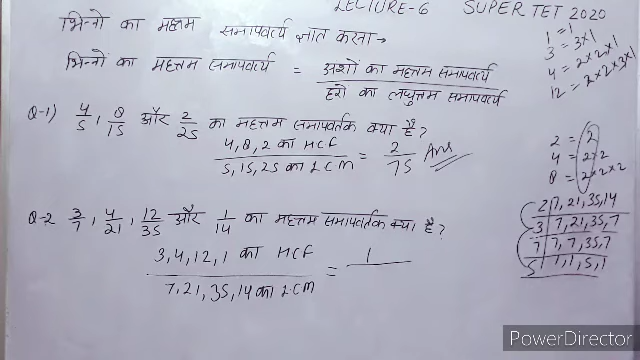 LECTURE-6 SUPER TET 2020
भिन्नो का महत्तम समापवर्त्य ज्ञात करना→
भिन्नों का महत्तम समापवर्त्य = अंशों का महत्तम समापवर्त्य
हरो का लघुत्तम समापवर्त्य
Q-1) 4/5, 8/15 और 2/25 का महत्तम समापवर्तक क्या है?
4,8,2 का HCF
5,15,25 का LCM
= 2/75 Ans
Q-2 3/7, 4/21, 12/35 और 1/14 का महत्तम समापवर्तक क्या है?
3,4,12,1 का HCF
7,21,35,14 का LCM
= 1
1 = 1
3 = 3×1
4 = 2×2×1
12 = 2×2×3×1
2 = 2
4 = 2×2
8 = 2×2×2
2 7,21,35,14
3 7,21,35,7
7 7,7,35,7
5 1,1,5,1
PowerDirector